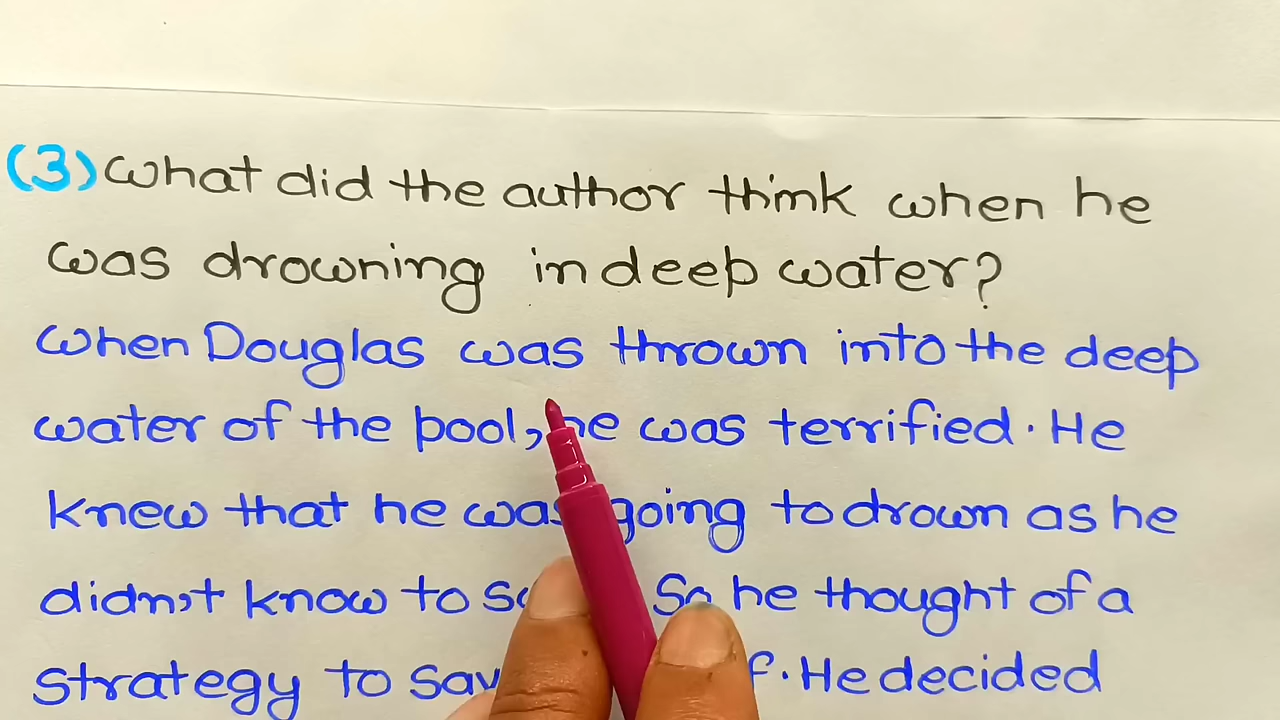 (3) What did the author think when he
was drowning in deep water?
When Douglas was thrown into the deep
water of the pool, he was terrified. He
knew that he was going to drown as he
didn't know to So he thought of a
strategy to He decided